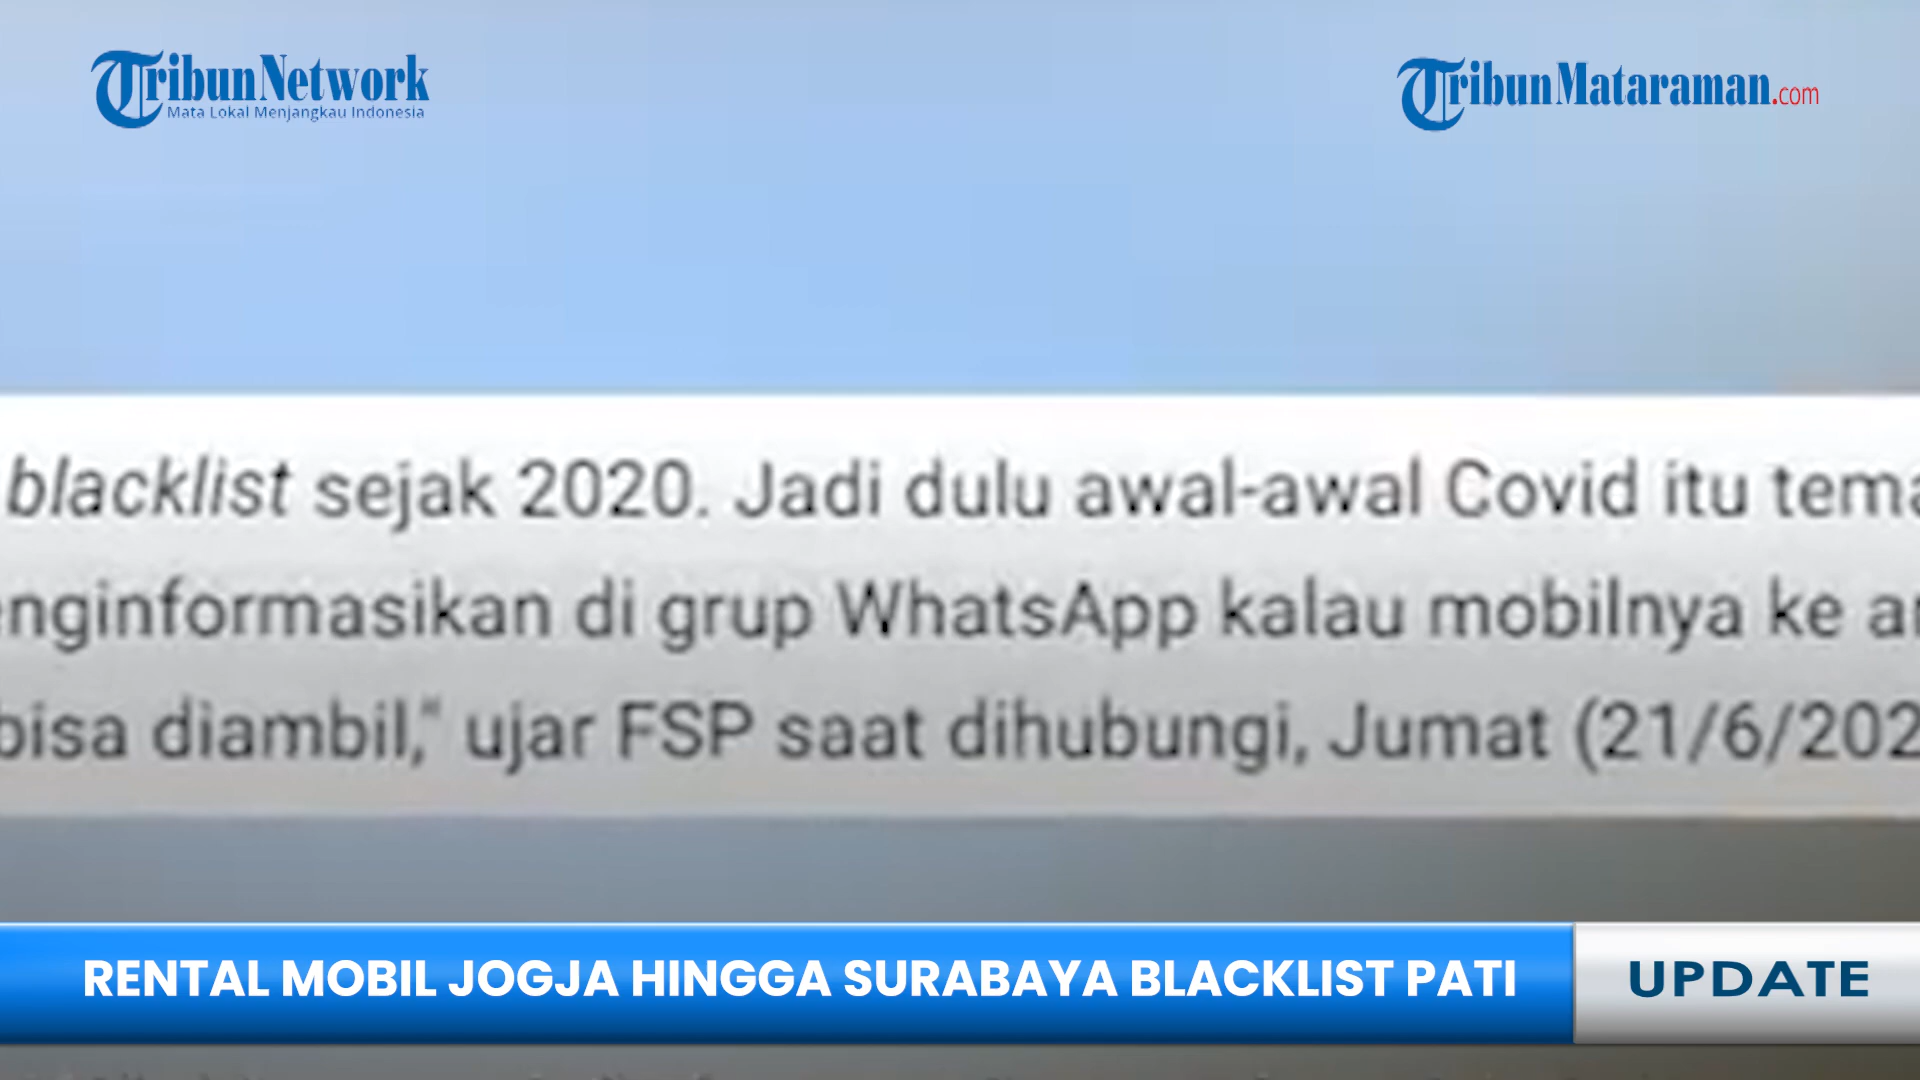 TribunNetwork
Mata Lokal Menjangkau Indonesia
TribunMataraman.com
blacklist sejak 2020. Jadi dulu awal-awal Covid itu tema
enginformasikan di grup WhatsApp kalau mobilnya ke ar
bisa diambil," ujar FSP saat dihubungi, Jumat (21/6/202
RENTAL MOBIL JOGJA HINGGA SURABAYA BLACKLIST PATI
UPDATE